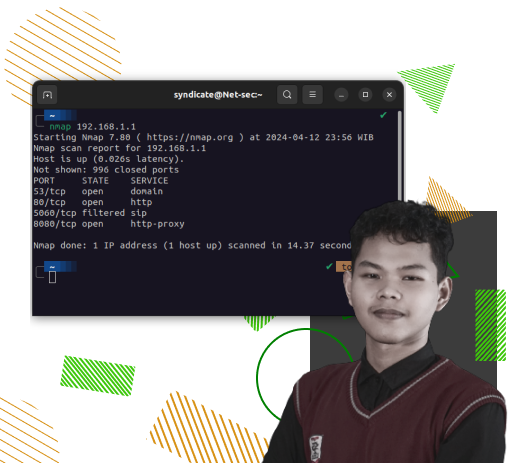 syndicate@Net-sec:~
~
nmap 192.168.1.1
Starting Nmap 7.80 ( https://nmap.org ) at 2024-04-12 23:56 WIB
Nmap scan report for 192.168.1.1
Host is up (0.026s latency).
Not shown: 996 closed ports
PORT STATE SERVICE
53/tcp open domain
80/tcp open http
5060/tcp filtered sip
8080/tcp open http-proxy
Nmap done: 1 IP address (1 host up) scanned in 14.37 second
~